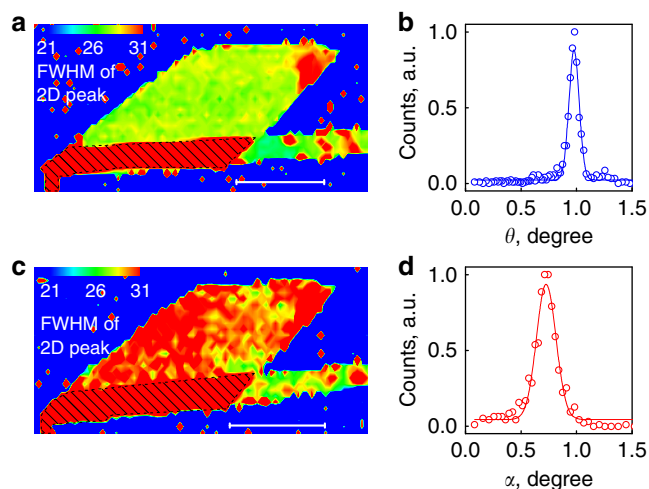 a
21 26 31
FWHM of
2D peak
b
Counts, a.u.
1.0
0.5
0.0
0.0 0.5 1.0 1.5
θ, degree
c
21 26 31
FWHM of
2D peak
d
Counts, a.u.
1.0
0.5
0.0
0.0 0.5 1.0 1.5
α, degree